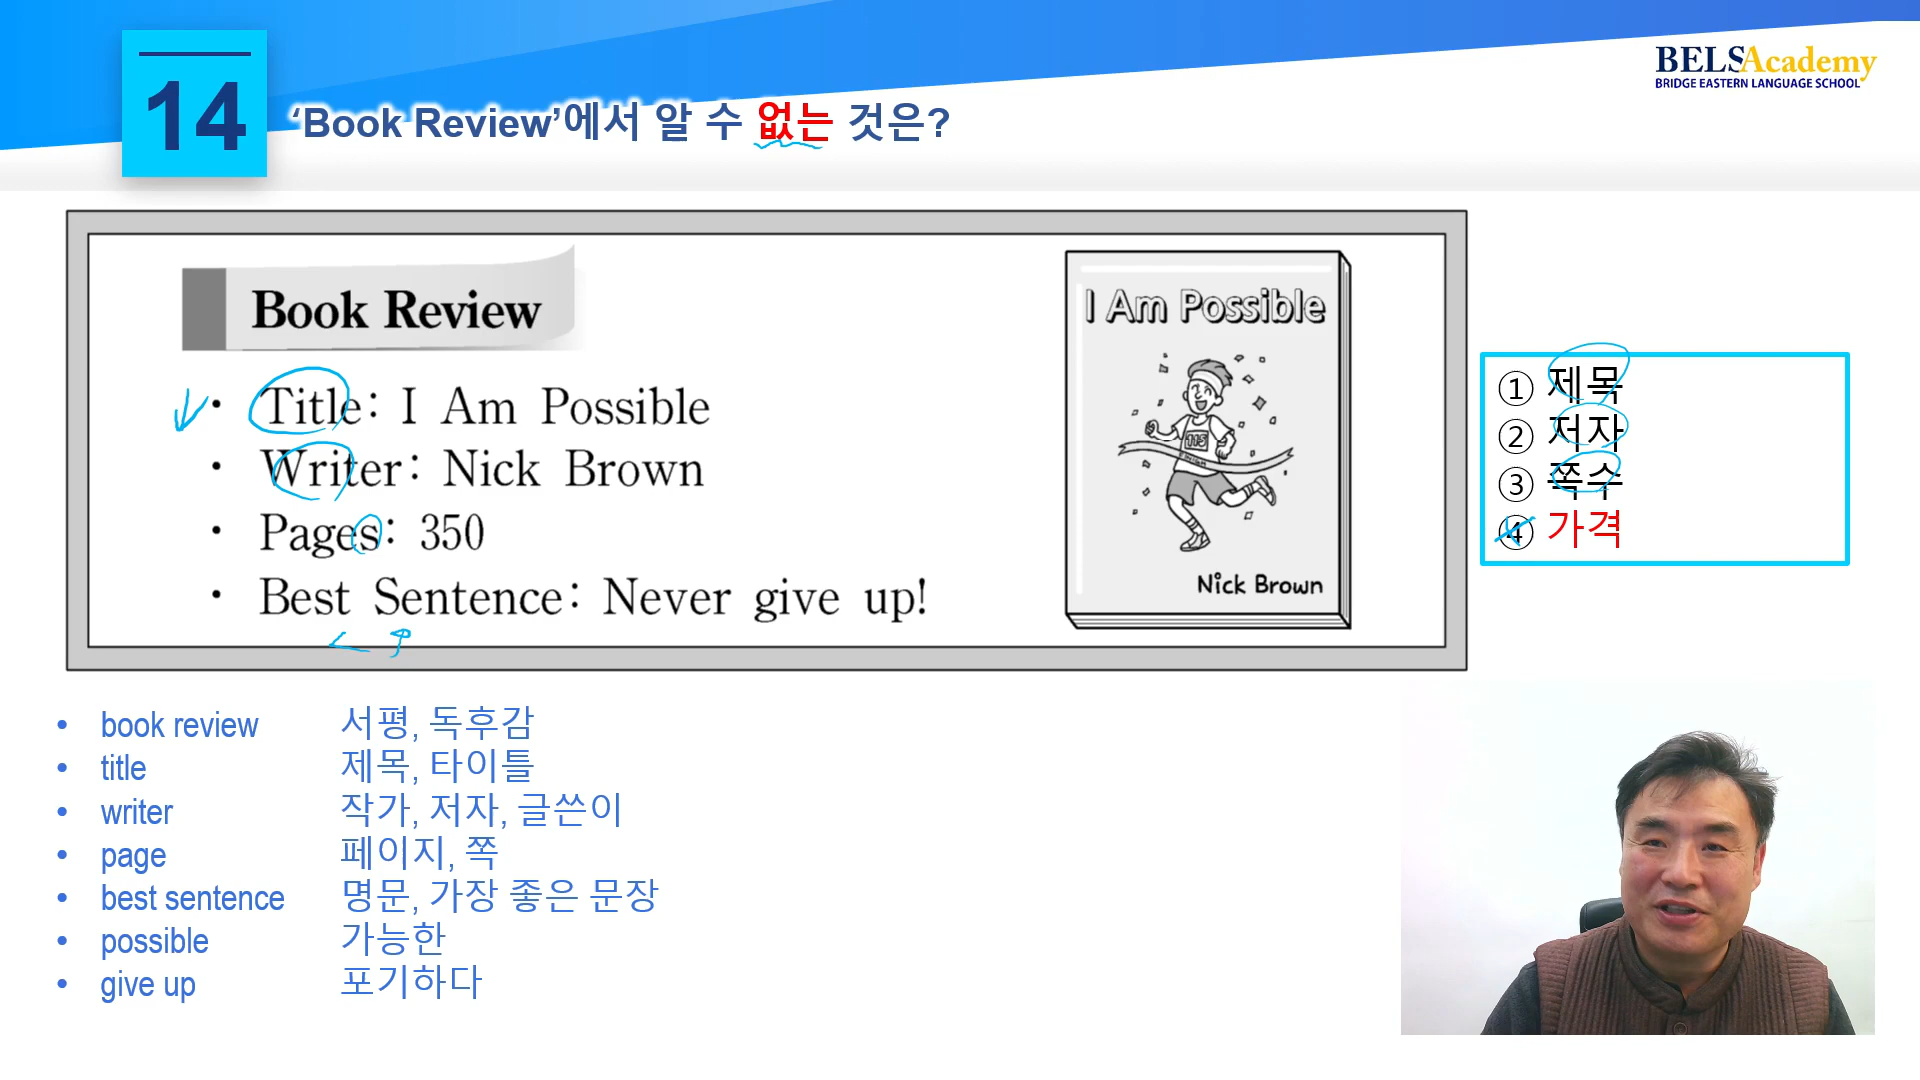 BELSAcademy
BRIDGE EASTERN LANGUAGE SCHOOL
14
‘Book Review’에서 알 수 없는 것은?
Book Review
• Title: I Am Possible
• Writer: Nick Brown
• Pages: 350
• Best Sentence: Never give up!
I Am Possible
115
Nick Brown
① 제목
② 저자
③ 쪽수
④ 가격
• book review 서평, 독후감
• title 제목, 타이틀
• writer 작가, 저자, 글쓴이
• page 페이지, 쪽
• best sentence 명문, 가장 좋은 문장
• possible 가능한
• give up 포기하다